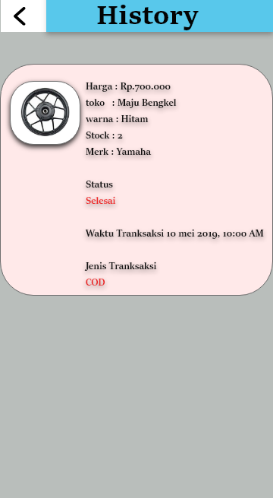 History
Harga : Rp.700.000
toko : Maju Bengkel
warna : Hitam
Stock : 2
Merk : Yamaha
Status
Selesai
Waktu Tranksaksi 10 mei 2019, 10:00 AM
Jenis Tranksaksi
COD